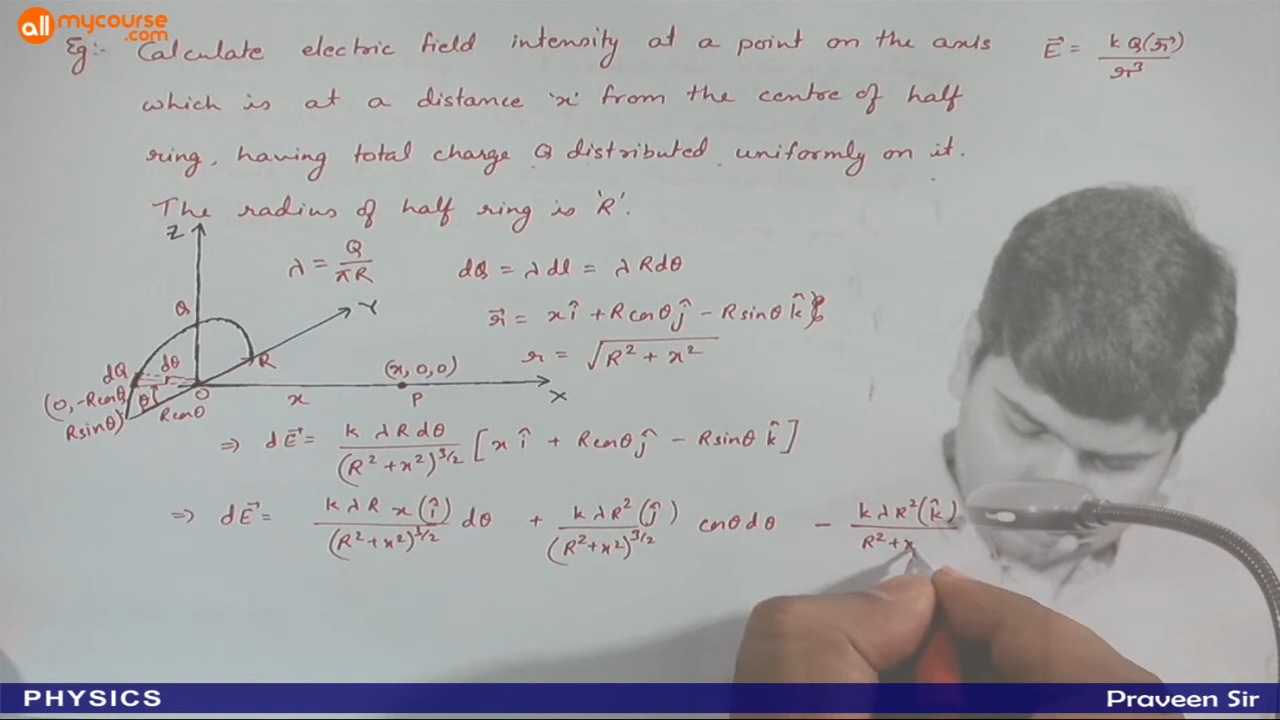 all mycourse .com
Eg:- Calculate electric field intensity at a point on the axis
which is at a distance 'x' from the centre of half
ring, having total charge Q distributed uniformly on it.
The radius of half ring is 'R'.
E⃗ = kQ(r⃗)/r³
λ = Q/πR
dQ = λdl = λRdθ
r⃗ = xî + Rcosθĵ - Rsinθk̂
r = √(R² + x²)
Z
Y
X
Q
R
dQ
dθ
θ
O
(0, -Rcosθ,
Rsinθ)
Rcosθ
x
(x, 0, 0)
P
⇒ dE⃗ = kλRdθ/(R² + x²)^3/2 [xî + Rcosθĵ - Rsinθk̂]
⇒ dE⃗ = kλRx(î)/(R² + x²)^3/2 dθ + kλR²(ĵ)/(R² + x²)^3/2 cosθdθ - kλR²(k̂)/R² + x
PHYSICS
Praveen Sir